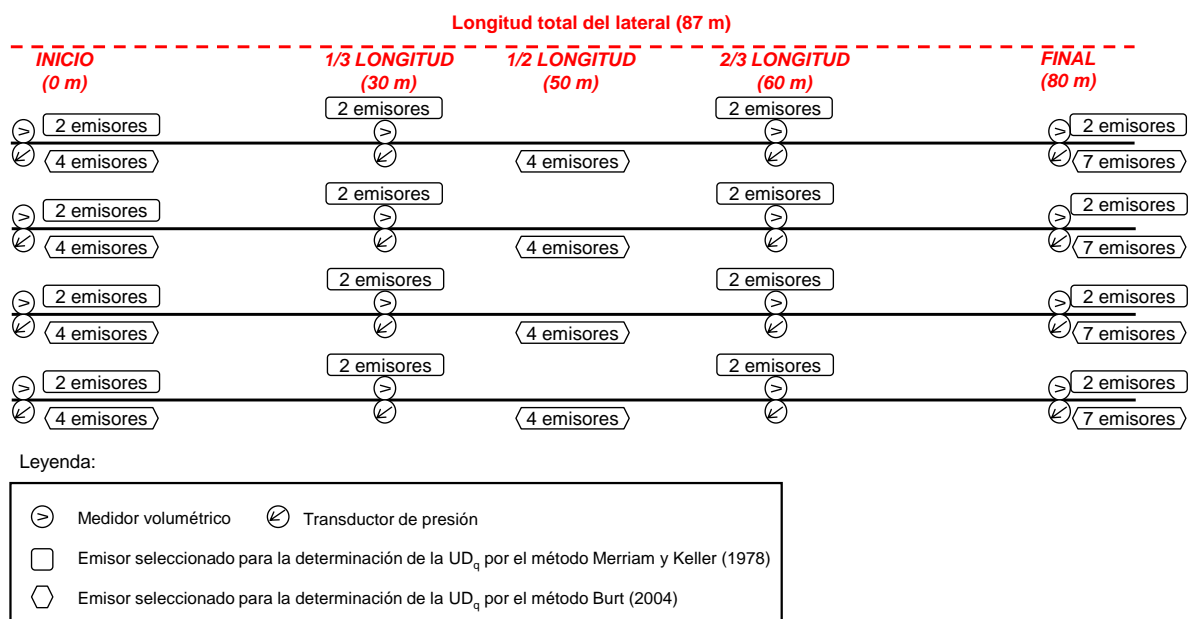 Longitud total del lateral (87 m)
INICIO 1/3 LONGITUD 1/2 LONGITUD 2/3 LONGITUD FINAL
(0 m) (30 m) (50 m) (60 m) (80 m)
2 emisores 2 emisores
2 emisores 2 emisores
4 emisores 4 emisores 7 emisores
2 emisores 2 emisores
2 emisores 2 emisores
4 emisores 4 emisores 7 emisores
2 emisores 2 emisores
2 emisores 2 emisores
4 emisores 4 emisores 7 emisores
2 emisores 2 emisores
2 emisores 2 emisores
4 emisores 4 emisores 7 emisores
Leyenda:
Medidor volumétrico Transductor de presión
Emisor seleccionado para la determinación de la UDq por el método Merriam y Keller (1978)
Emisor seleccionado para la determinación de la UDq por el método Burt (2004)